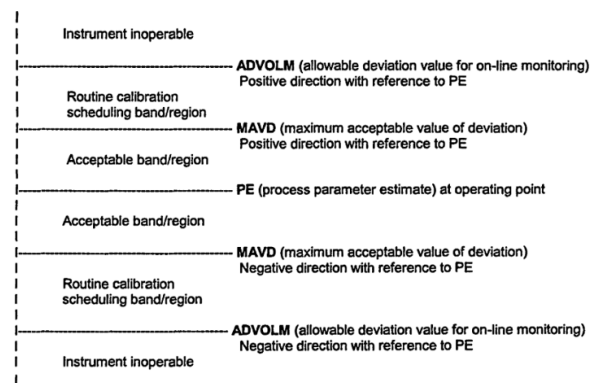 Instrument inoperable
ADVOLM (allowable deviation value for on-line monitoring)
Positive direction with reference to PE
Routine calibration
scheduling band/region
MAVD (maximum acceptable value of deviation)
Positive direction with reference to PE
Acceptable band/region
PE (process parameter estimate) at operating point
Acceptable band/region
MAVD (maximum acceptable value of deviation)
Negative direction with reference to PE
Routine calibration
scheduling band/region
ADVOLM (allowable deviation value for on-line monitoring)
Negative direction with reference to PE
Instrument inoperable